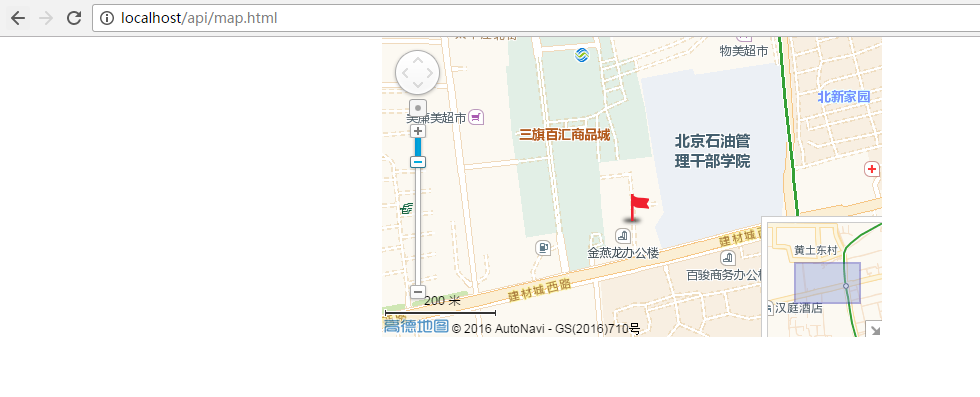 localhost/api/map.html
物美超市
北新家园
美廉美超市
三旗百汇商品城
北京石油管
理干部学院
金燕龙办公楼
建材城西
百骏商务办公
建材城西路
黄土东村
汉庭酒店
200 米
高德地图 © 2016 AutoNavi - GS(2016)710号